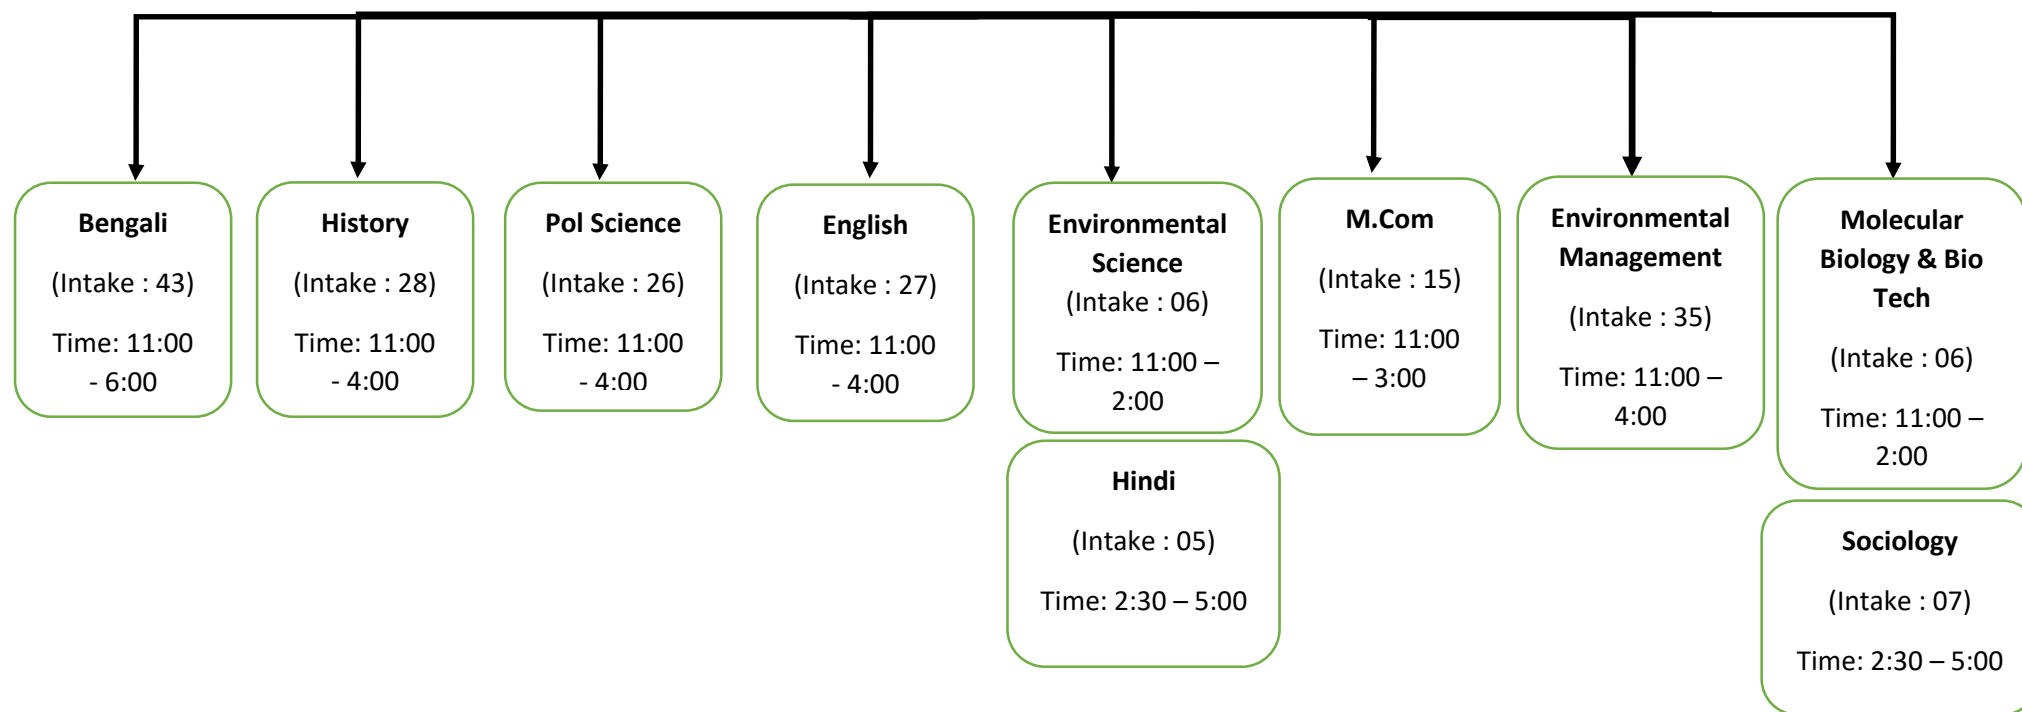 Bengali
(Intake : 43)
Time: 11:00
- 6:00
History
(Intake : 28)
Time: 11:00
- 4:00
Pol Science
(Intake : 26)
Time: 11:00
- 4:00
English
(Intake : 27)
Time: 11:00
- 4:00
Environmental
Science
(Intake : 06)
Time: 11:00 –
2:00
Hindi
(Intake : 05)
Time: 2:30 – 5:00
M.Com
(Intake : 15)
Time: 11:00
– 3:00
Environmental
Management
(Intake : 35)
Time: 11:00 –
4:00
Molecular
Biology & Bio
Tech
(Intake : 06)
Time: 11:00 –
2:00
Sociology
(Intake : 07)
Time: 2:30 – 5:00